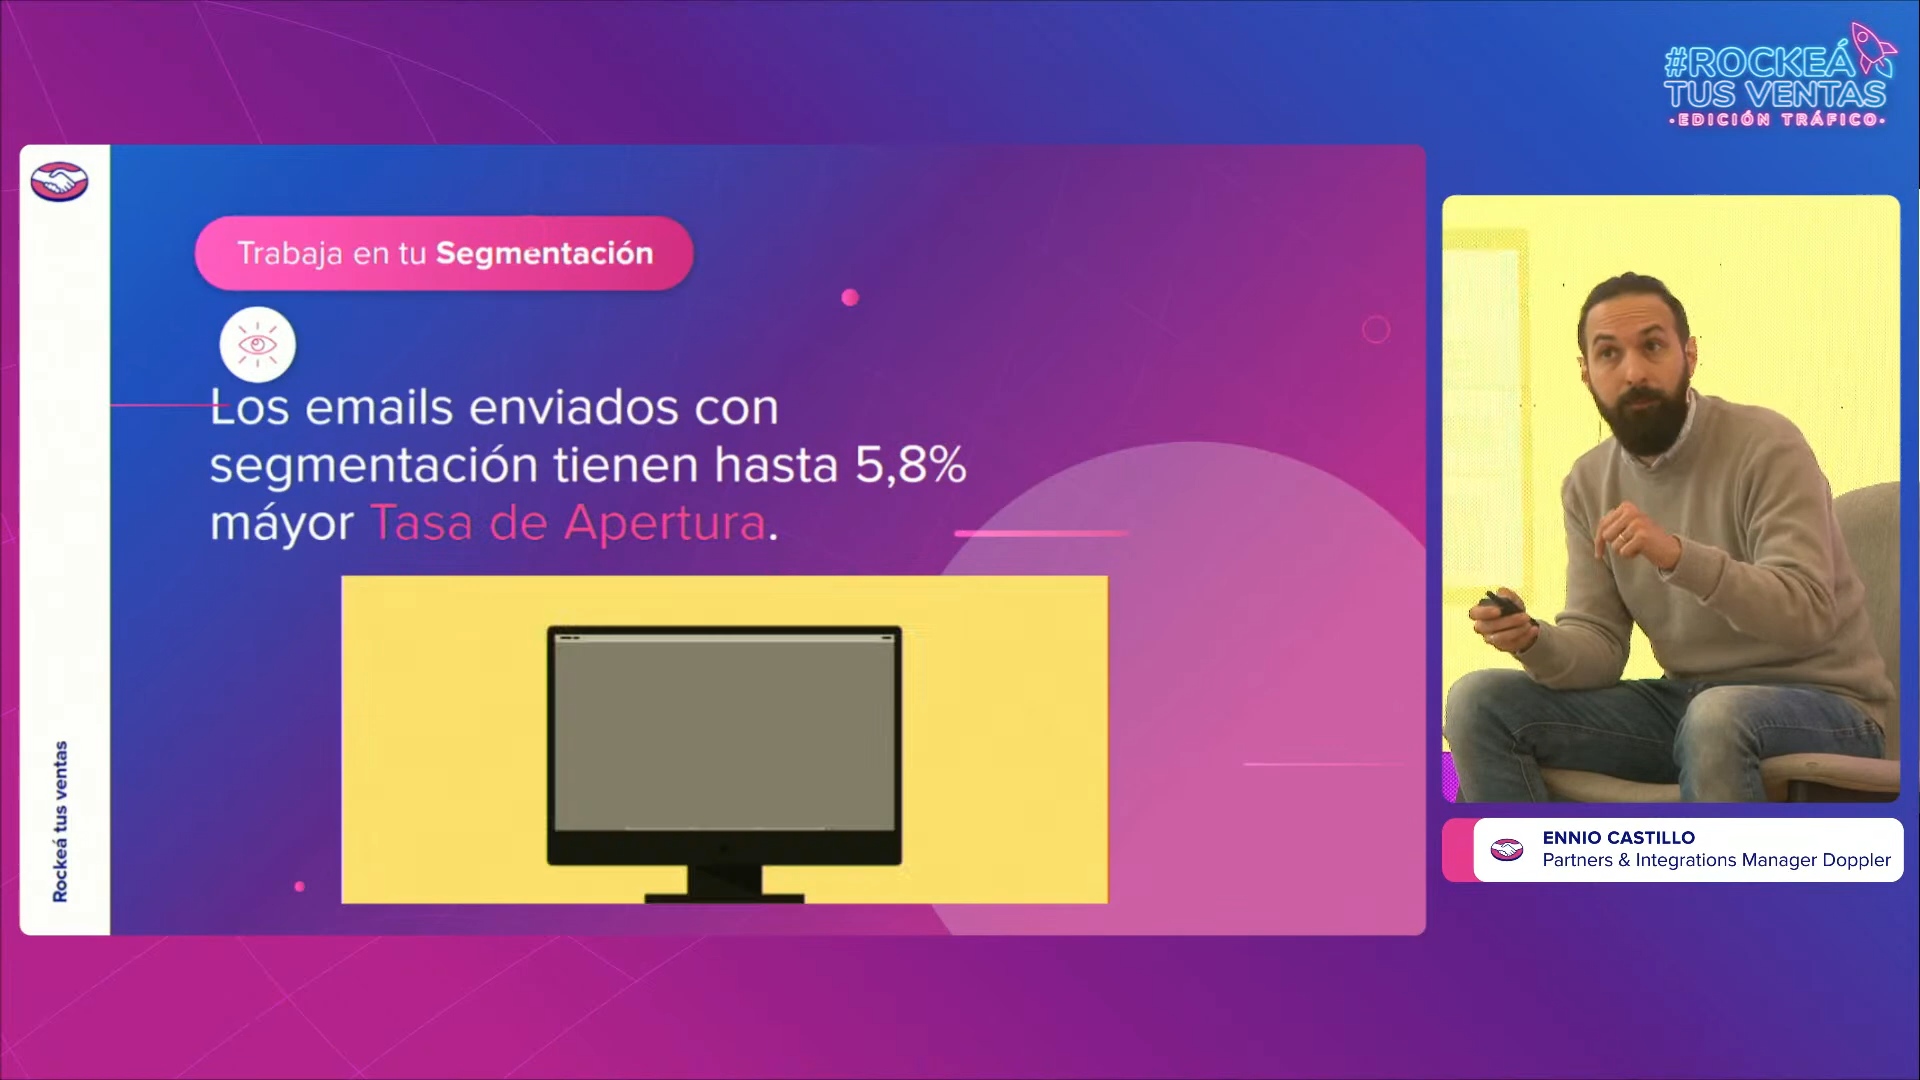 #ROCKEÁ
TUS VENTAS
•EDICIÓN TRÁFICO•
Trabaja en tu Segmentación
Los emails enviados con
segmentación tienen hasta 5,8%
máyor Tasa de Apertura.
Rockeá tus ventas
ENNIO CASTILLO
Partners & Integrations Manager Doppler